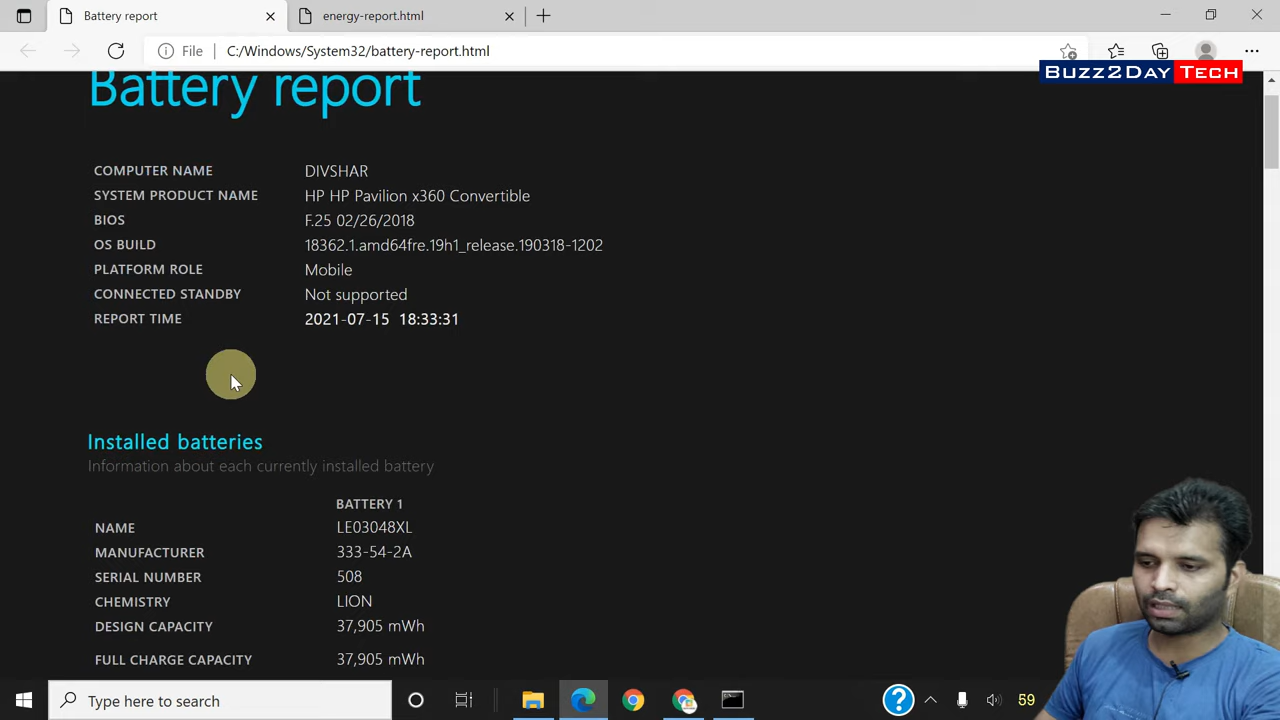 Battery report
energy-report.html
File
C:/Windows/System32/battery-report.html
Buzz2Day Tech
Battery report
COMPUTER NAME DIVSHAR
SYSTEM PRODUCT NAME HP HP Pavilion x360 Convertible
BIOS F.25 02/26/2018
OS BUILD 18362.1.amd64fre.19h1_release.190318-1202
PLATFORM ROLE Mobile
CONNECTED STANDBY Not supported
REPORT TIME 2021-07-15 18:33:31
Installed batteries
Information about each currently installed battery
BATTERY 1
NAME LE03048XL
MANUFACTURER 333-54-2A
SERIAL NUMBER 508
CHEMISTRY LION
DESIGN CAPACITY 37,905 mWh
FULL CHARGE CAPACITY 37,905 mWh
Type here to search
59